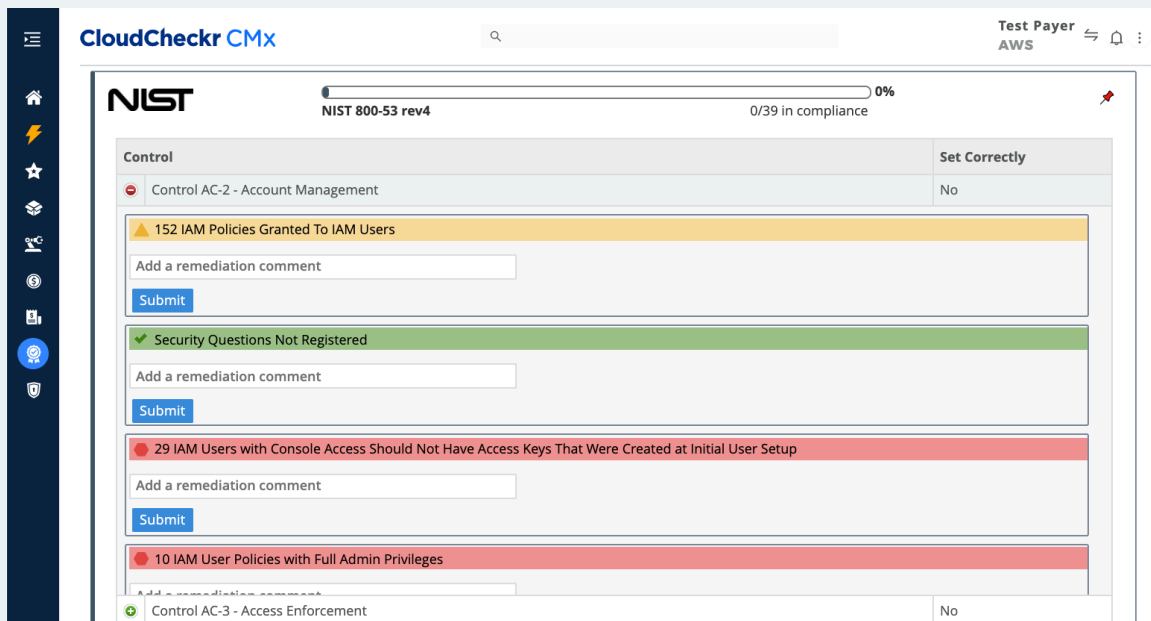 CloudCheckr CMx
Test Payer
AWS
NIST
0%
NIST 800-53 rev4
0/39 in compliance
Control
Set Correctly
Control AC-2 - Account Management
No
152 IAM Policies Granted To IAM Users
Add a remediation comment
Submit
Security Questions Not Registered
Add a remediation comment
Submit
29 IAM Users with Console Access Should Not Have Access Keys That Were Created at Initial User Setup
Add a remediation comment
Submit
10 IAM User Policies with Full Admin Privileges
Add a remediation comment
Control AC-3 - Access Enforcement
No